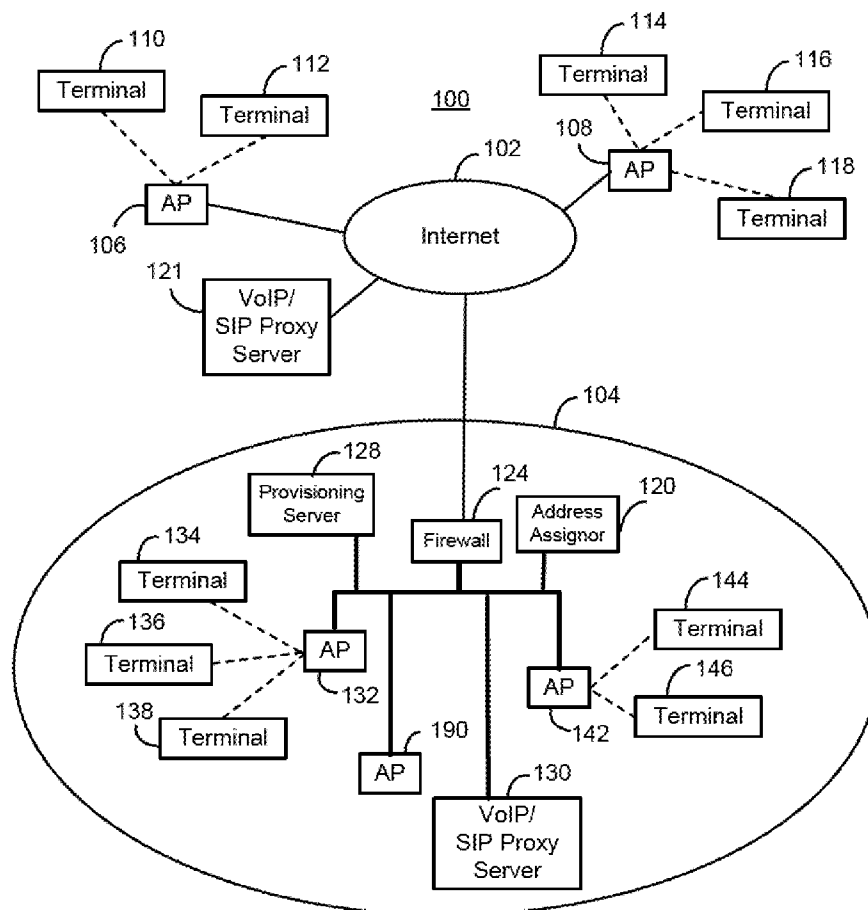 110
Terminal
112
Terminal
100
114
Terminal
116
Terminal
108
AP
118
Terminal
102
Internet
AP
106
121
VoIP/
SIP Proxy
Server
104
128
Provisioning
Server
124
Firewall
120
Address
Assignor
134
Terminal
136
Terminal
138
Terminal
AP
132
144
Terminal
146
Terminal
AP
142
190
AP
130
VoIP/
SIP Proxy
Server